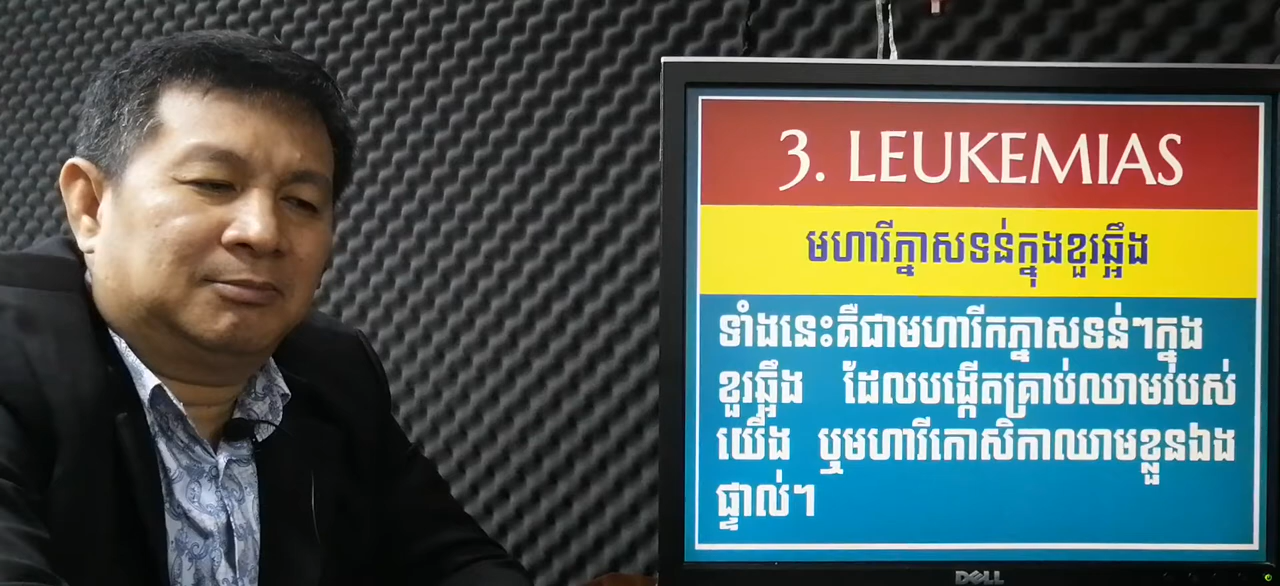 3. LEUKEMIAS
មហារីភ្នាសទន់ក្នុងខួរឆ្អឹង
ទាំងនេះគឺជាមហារីកភ្នាសទន់ៗក្នុង
ខួរឆ្អឹង ដែលបង្កើតគ្រាប់ឈាមរបស់
យើង ឬមហារីកោសិកាឈាមខ្លួនឯង
ផ្ទាល់។
DELL